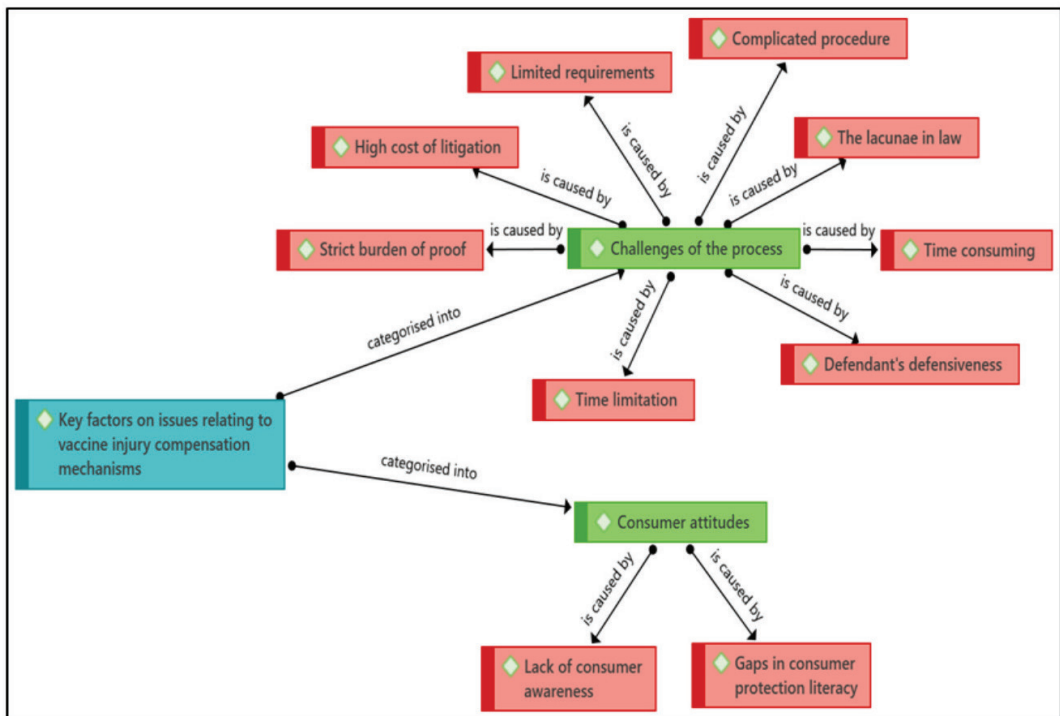 Complicated procedure
Limited requirements
is caused by
is caused by
The lacunae in law
High cost of litigation
is caused by
is caused by
Strict burden of proof
is caused by
Challenges of the process
is caused by
Time consuming
categorised into
is caused by
is caused by
Defendant's defensiveness
Time limitation
Key factors on issues relating to
vaccine injury compensation
mechanisms
categorised into
Consumer attitudes
is caused by
is caused by
Lack of consumer
awareness
Gaps in consumer
protection literacy